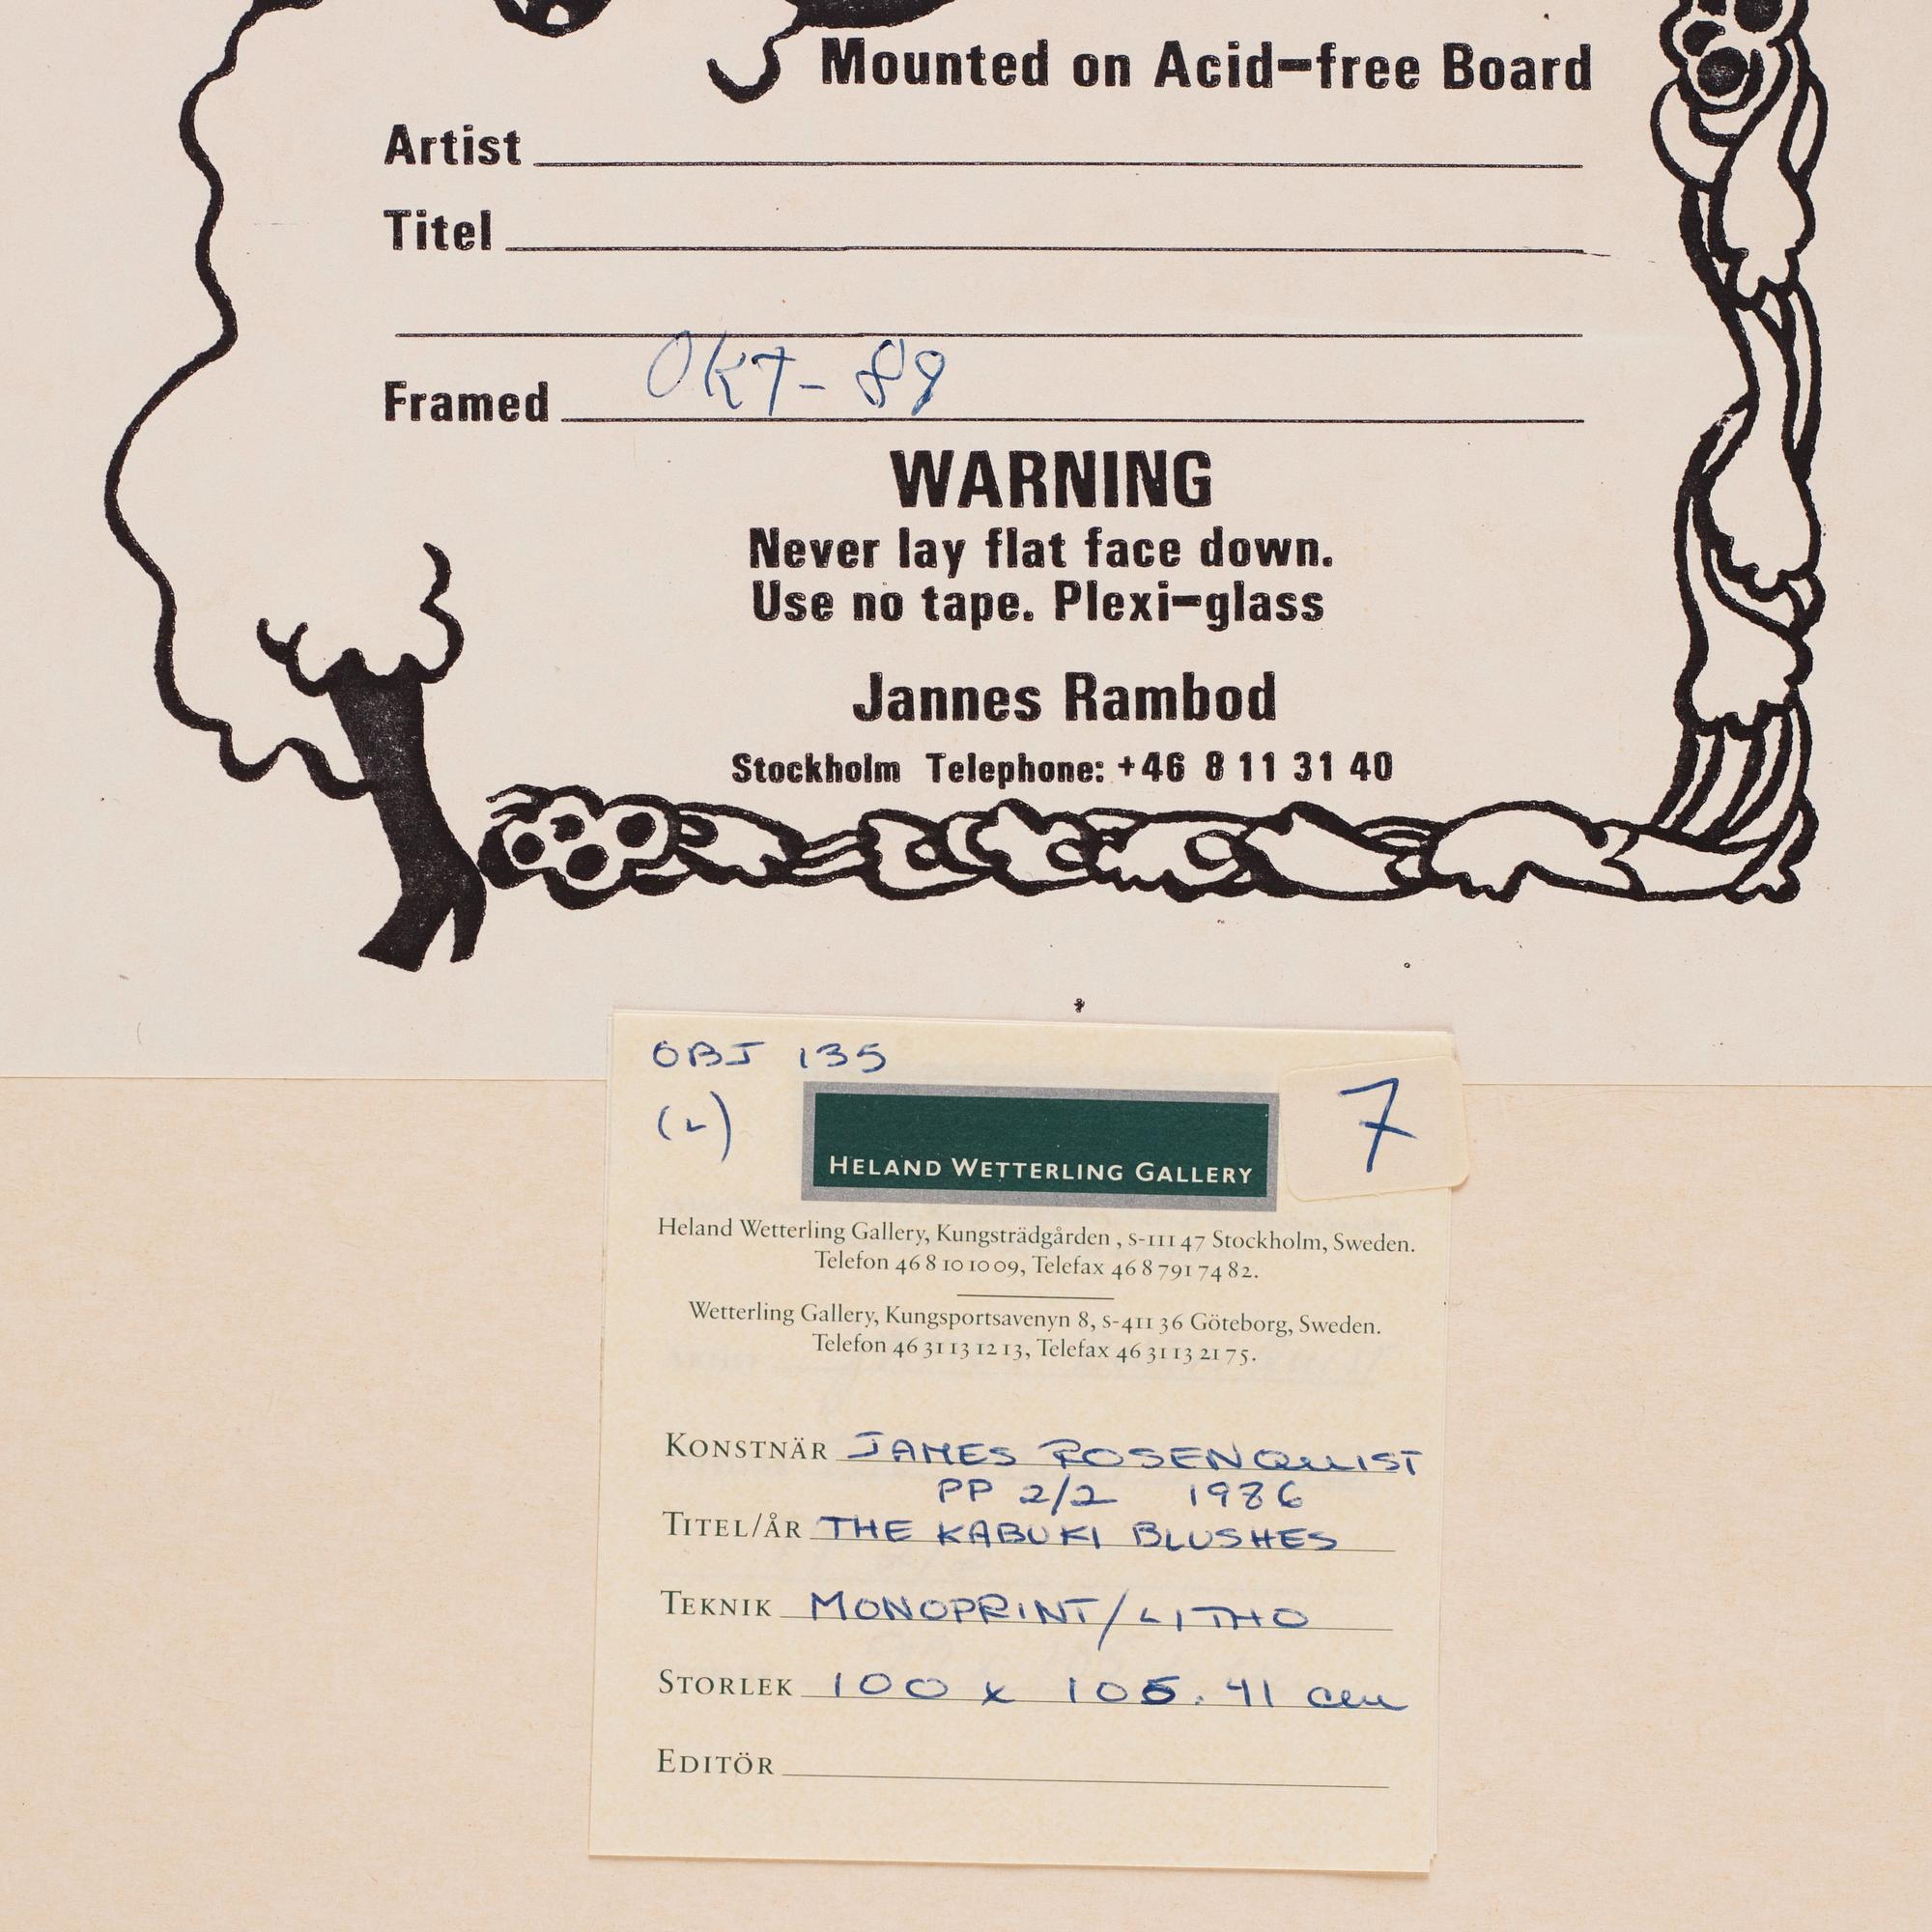 Mounted on Acid-free Board
Artist
Titel
Framed OKT - 89
WARNING
Never lay flat face down.
Use no tape. Plexi-glass
Jannes Rambod
Stockholm Telephone: +46 8 11 31 40
OBJ 135
(L)
7
HELAND WETTERLING GALLERY
Heland Wetterling Gallery, Kungsträdgården , S-111 47 Stockholm, Sweden.
Telefon 46 8 10 10 09, Telefax 46 8 791 74 82.
Wetterling Gallery, Kungsportsavenyn 8, S-411 36 Göteborg, Sweden.
Telefon 46 31 13 12 13, Telefax 46 31 13 21 75.
KONSTNÄR JAMES ROSENQUIST
PP 2/2 1986
TITEL/ÅR THE KABUKI BLUSHES
TEKNIK MONOPRINT/LITHO
STORLEK 100 x 105.41 cm
EDITÖR